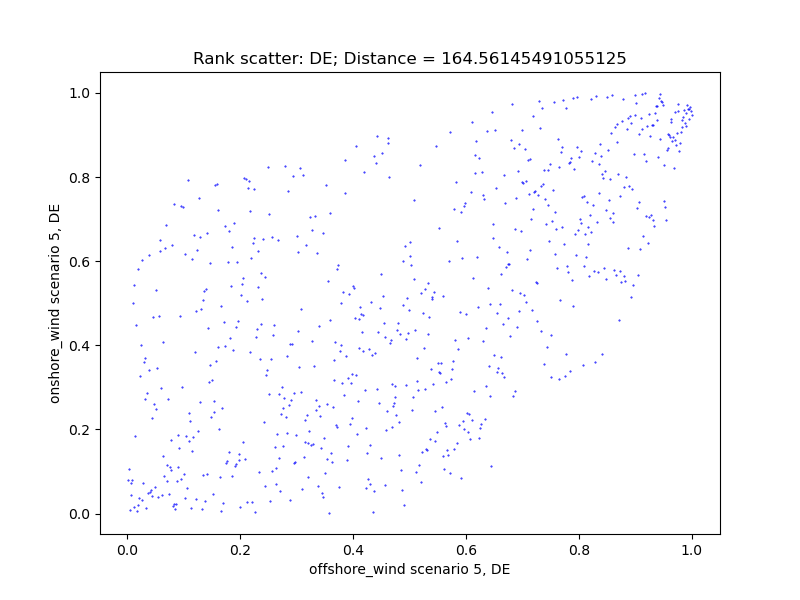 Rank scatter: DE; Distance = 164.56145491055125
1.0
0.8
0.6
0.4
0.2
0.0
onshore_wind scenario 5, DE
0.0 0.2 0.4 0.6 0.8 1.0
offshore_wind scenario 5, DE